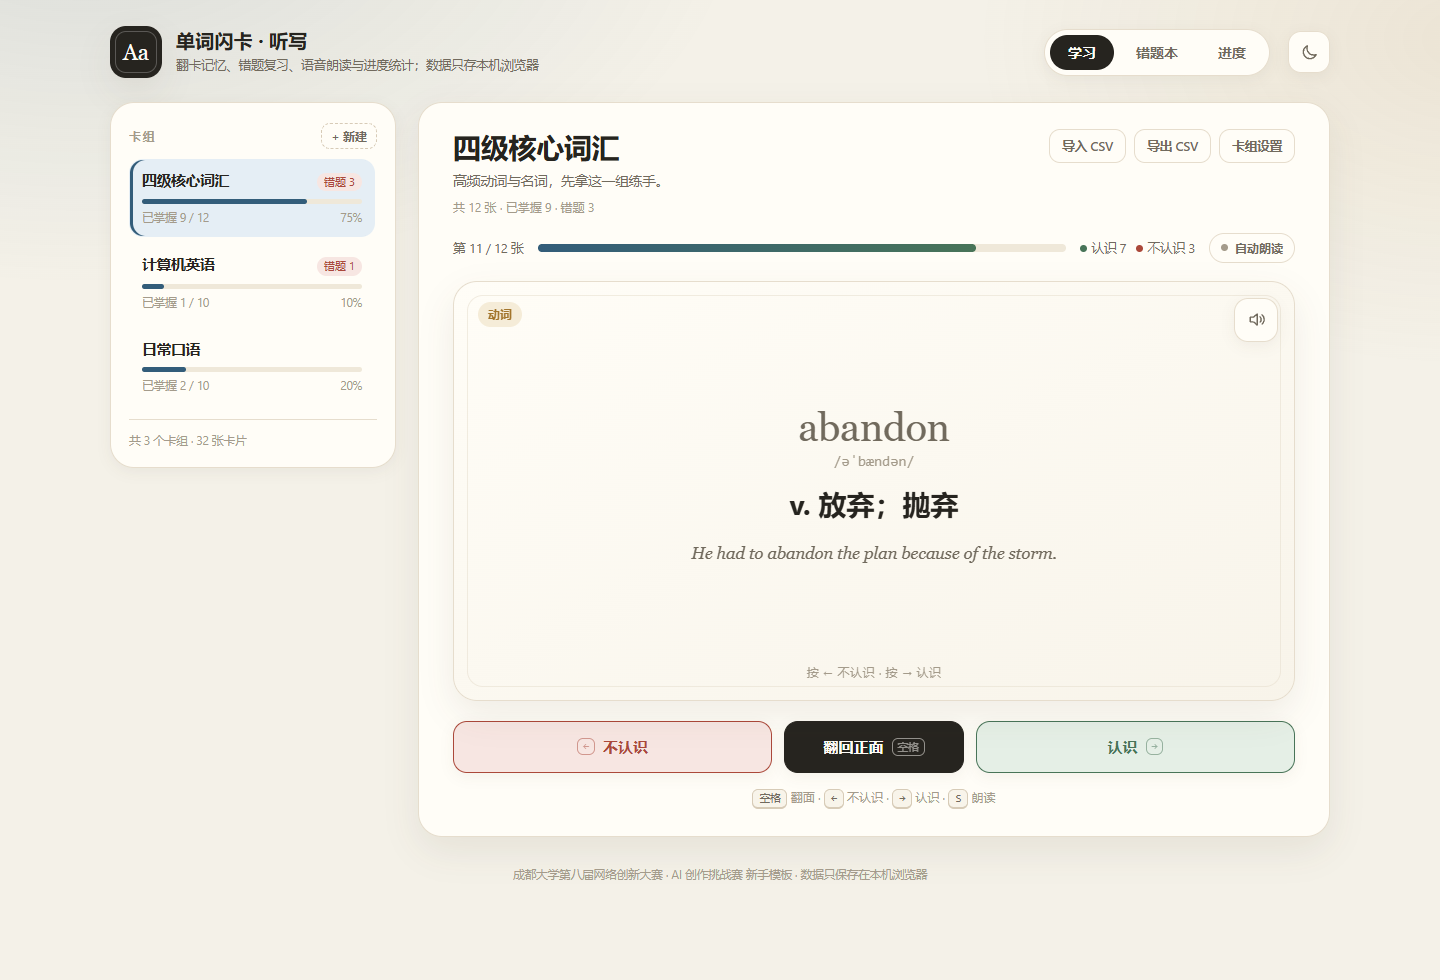 Aa
单词闪卡 · 听写
翻卡记忆、错题复习、语音朗读与进度统计；数据只存本机浏览器
学习
错题本
进度
卡组
+ 新建
四级核心词汇
错题 3
已掌握 9 / 12
75%
计算机英语
错题 1
已掌握 1 / 10
10%
日常口语
已掌握 2 / 10
20%
共 3 个卡组 · 32 张卡片
四级核心词汇
导入 CSV
导出 CSV
卡组设置
高频动词与名词，先拿这一组练手。
共 12 张 · 已掌握 9 · 错题 3
第 11 / 12 张
认识 7
不认识 3
自动朗读
动词
abandon
/əˈbændən/
v. 放弃；抛弃
He had to abandon the plan because of the storm.
按 ← 不认识 · 按 → 认识
← 不认识
翻回正面 空格
认识 →
空格 翻面 · ← 不认识 · → 认识 · S 朗读
成都大学第八届网络创新大赛 · AI 创作挑战赛 新手模板 · 数据只保存在本机浏览器